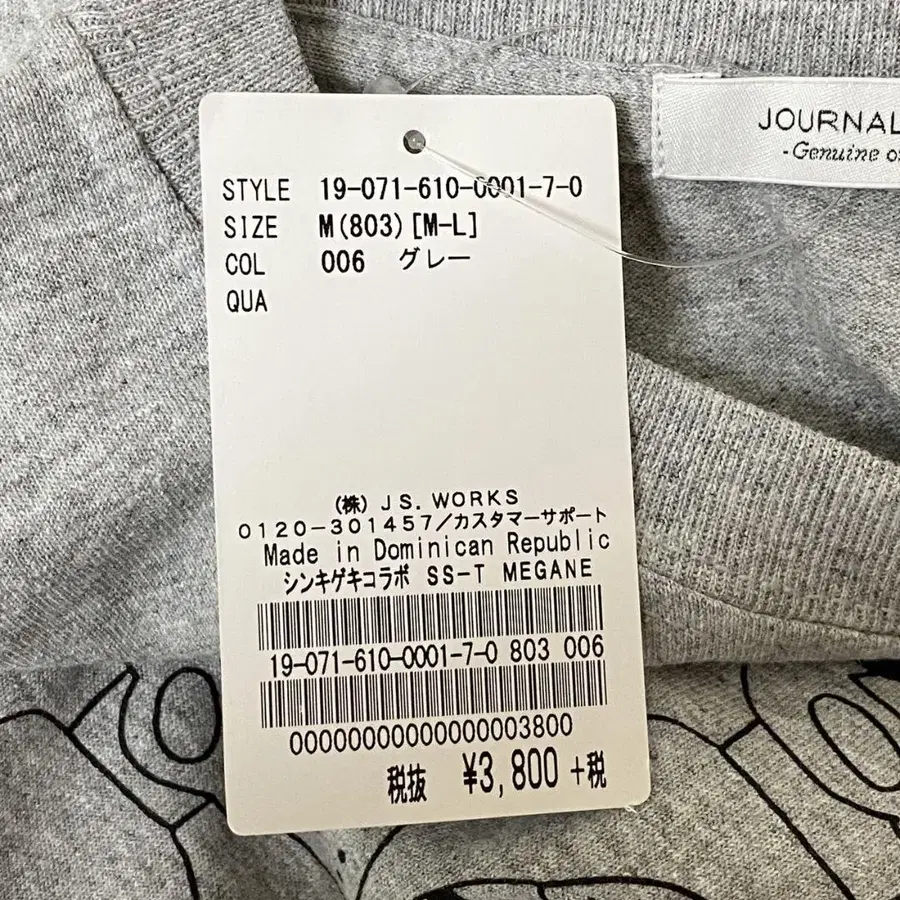 JOURNAL
-Genuine
STYLE 19-071-610-0001-7-0
SIZE M(803)[M-L]
COL 006 グレー
QUA
(株) JS.WORKS
0120-301457/カスタマーサポート
Made in Dominican Republic
シンキゲキコラボ SS-T MEGANE
19-071-610-0001-7-0 803 006
00000000000000003800
税抜 ¥3,800+税